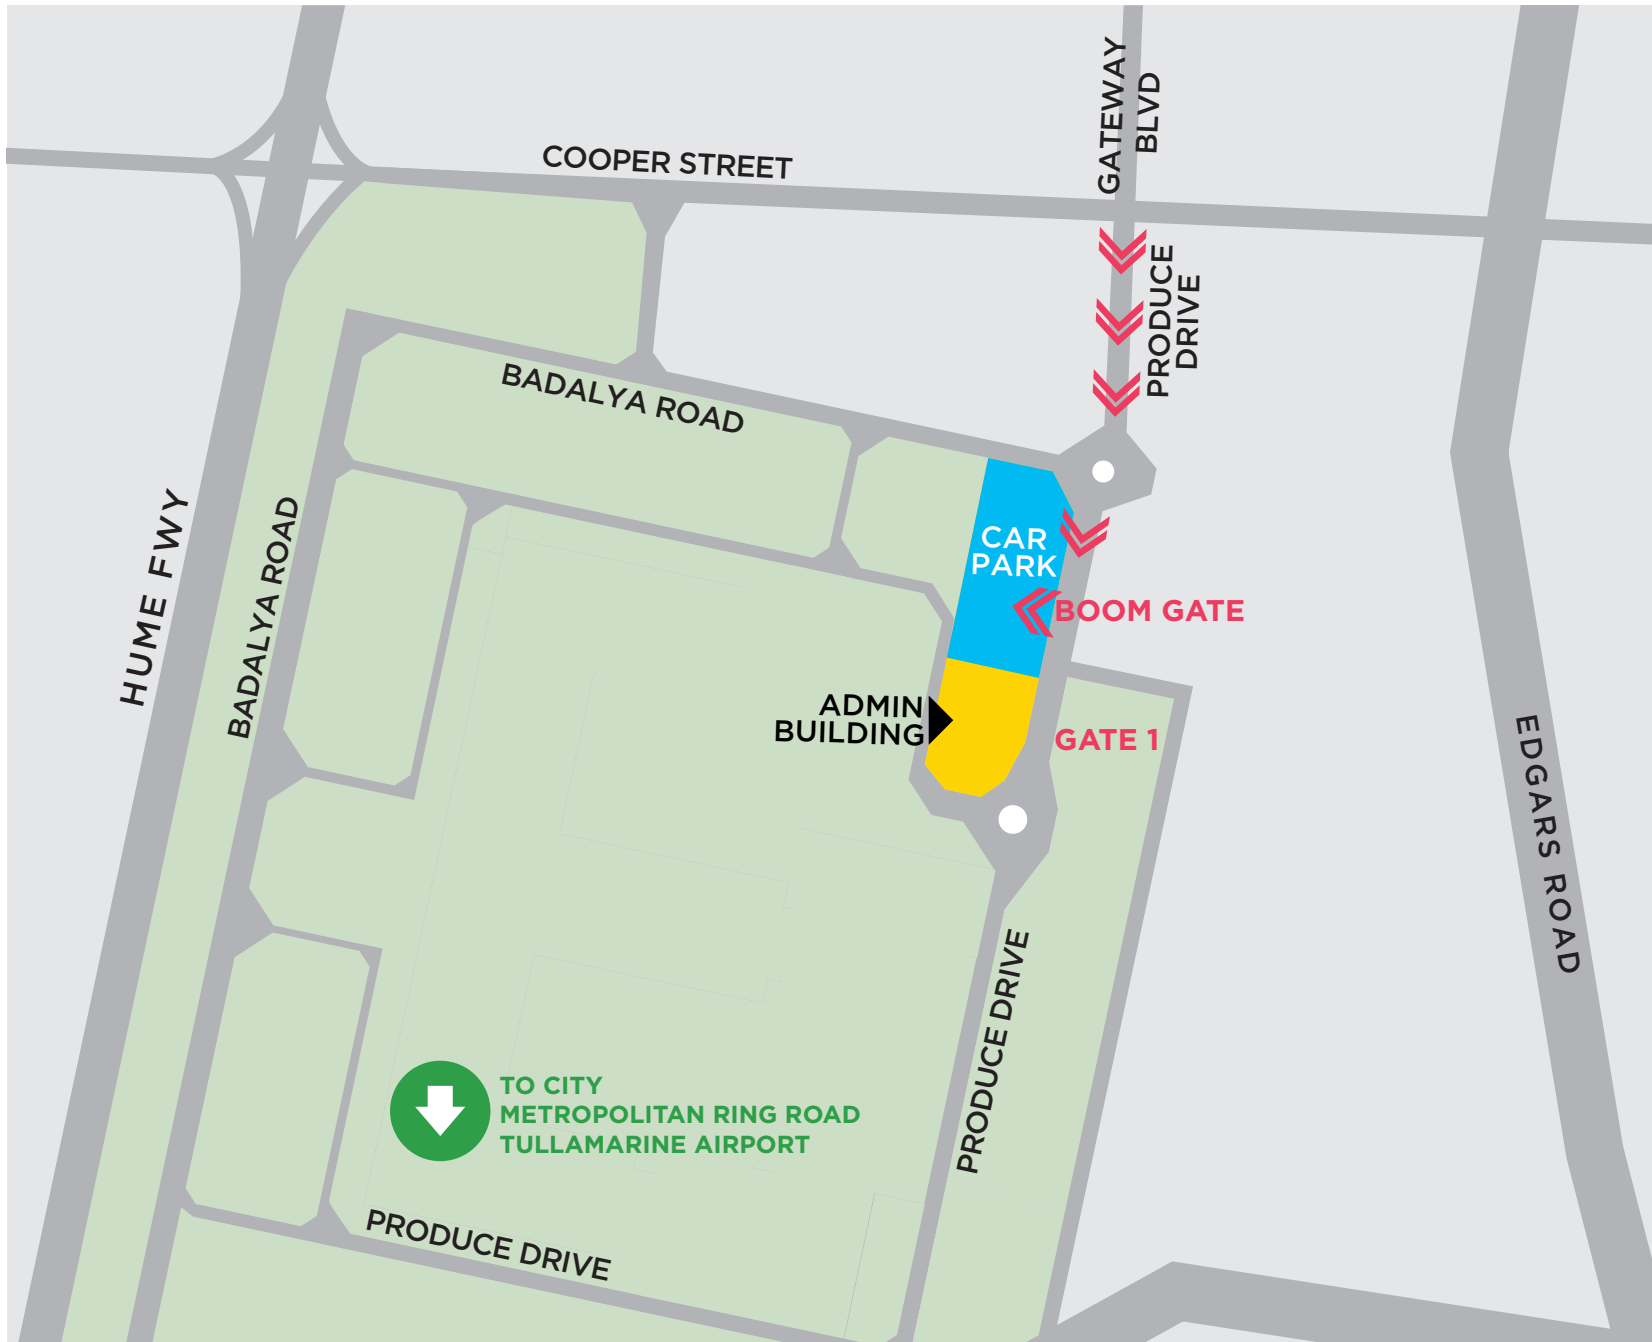 GATEWAY
BLVD
COOPER STREET
PRODUCE
DRIVE
BADALYA ROAD
HUME FWY
BADALYA ROAD
CAR
PARK
BOOM GATE
ADMIN
BUILDING
GATE 1
EDGARS ROAD
PRODUCE DRIVE
TO CITY
METROPOLITAN RING ROAD
TULLAMARINE AIRPORT
PRODUCE DRIVE